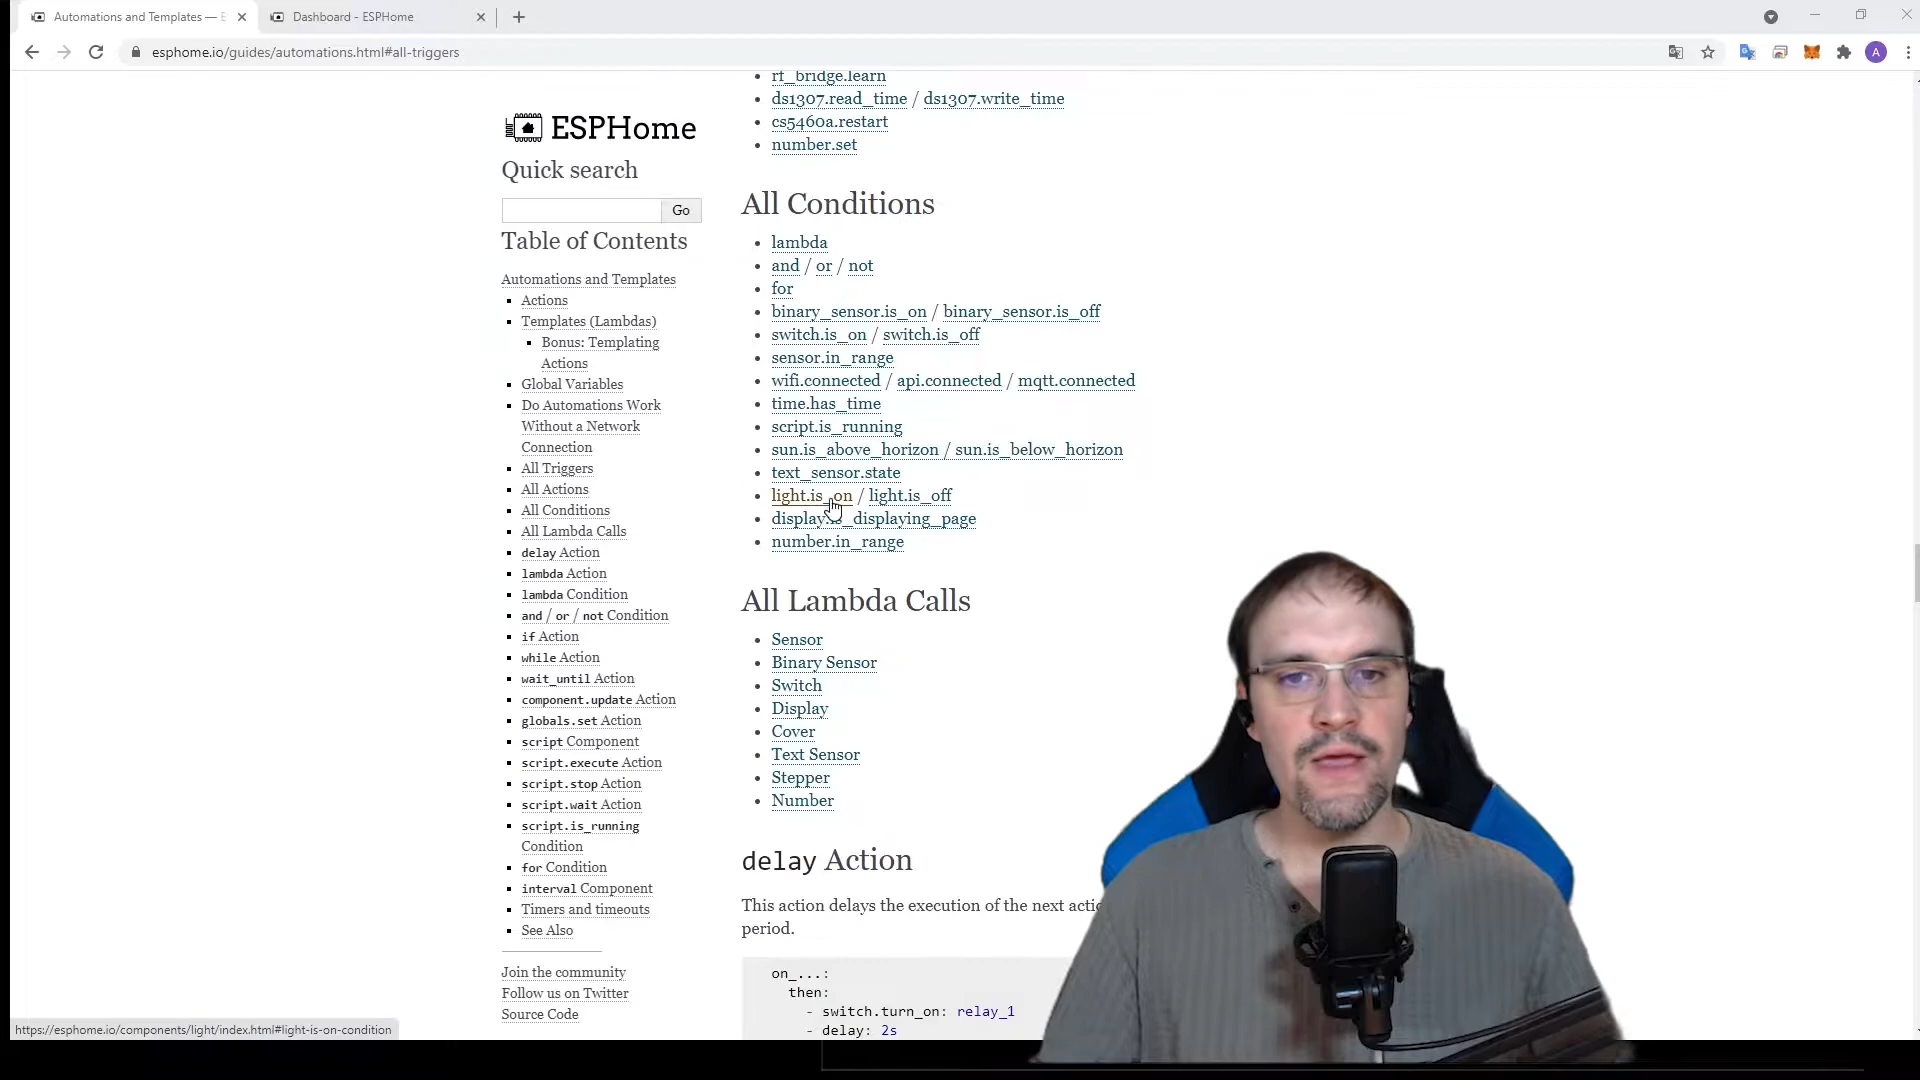 Automations and Templates —
Dashboard - ESPHome
esphome.io/guides/automations.html#all-triggers
A
ESPHome
Quick search
Go
Table of Contents
Automations and Templates
Actions
Templates (Lambdas)
Bonus: Templating
Actions
Global Variables
Do Automations Work
Without a Network
Connection
All Triggers
All Actions
All Conditions
All Lambda Calls
delay Action
lambda Action
lambda Condition
and / or / not Condition
if Action
while Action
wait_until Action
component.update Action
globals.set Action
script Component
script.execute Action
script.stop Action
script.wait Action
script.is_running
Condition
for Condition
interval Component
Timers and timeouts
See Also
Join the community
Follow us on Twitter
Source Code
rf_bridge.learn
ds1307.read_time / ds1307.write_time
cs5460a.restart
number.set
All Conditions
lambda
and / or / not
for
binary_sensor.is_on / binary_sensor.is_off
switch.is_on / switch.is_off
sensor.in_range
wifi.connected / api.connected / mqtt.connected
time.has_time
script.is_running
sun.is_above_horizon / sun.is_below_horizon
text_sensor.state
light.is_on / light.is_off
display.is_displaying_page
number.in_range
All Lambda Calls
Sensor
Binary Sensor
Switch
Display
Cover
Text Sensor
Stepper
Number
delay Action
This action delays the execution of the next
period.
on_...:
then:
- switch.turn_on: relay_1
- delay: 2s
https://esphome.io/components/light/index.html#light-is-on-condition